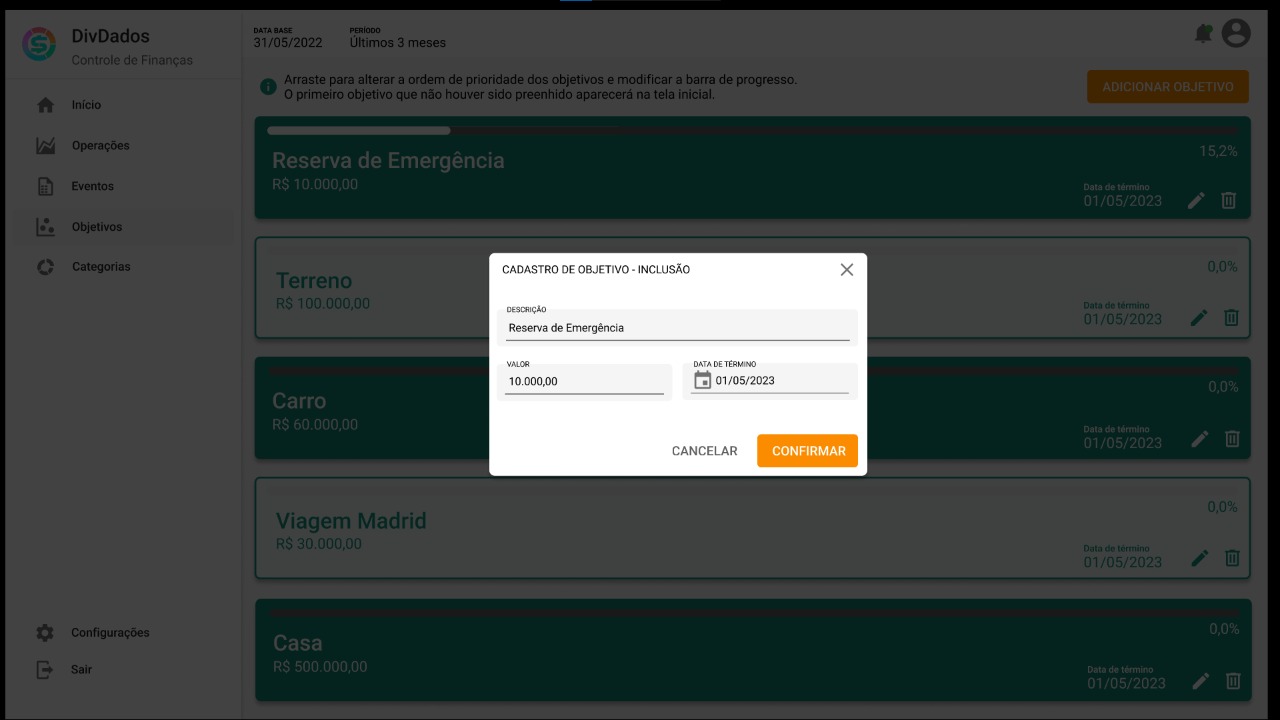 DivDados
Controle de Finanças
Início
Operações
Eventos
Objetivos
Categorias
Configurações
Sair
DATA BASE
31/05/2022
PERÍODO
Últimos 3 meses
Arraste para alterar a ordem de prioridade dos objetivos e modificar a barra de progresso.
O primeiro objetivo que não houver sido preenhido aparecerá na tela inicial.
ADICIONAR OBJETIVO
Reserva de Emergência
R$ 10.000,00
15,2%
Data de término
01/05/2023
Terreno
R$ 100.000,00
0,0%
Data de término
01/05/2023
Carro
R$ 60.000,00
0,0%
Data de término
01/05/2023
Viagem Madrid
R$ 30.000,00
0,0%
Data de término
01/05/2023
Casa
R$ 500.000,00
0,0%
Data de término
01/05/2023
CADASTRO DE OBJETIVO - INCLUSÃO
DESCRIÇÃO
Reserva de Emergência
VALOR
10.000,00
DATA DE TÉRMINO
01/05/2023
CANCELAR
CONFIRMAR